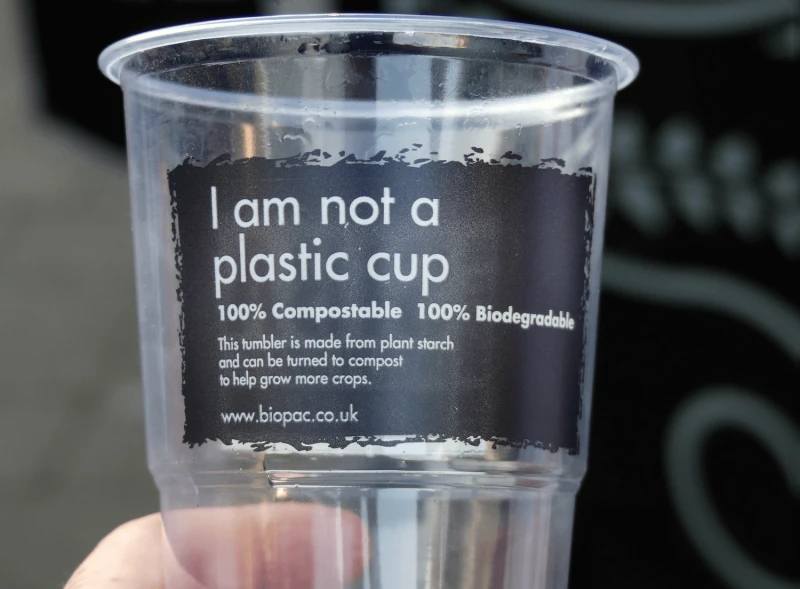 I am not a
plastic cup
100% Compostable 100% Biodegradable
This tumbler is made from plant starch
and can be turned to compost
to help grow more crops.
www.biopac.co.uk